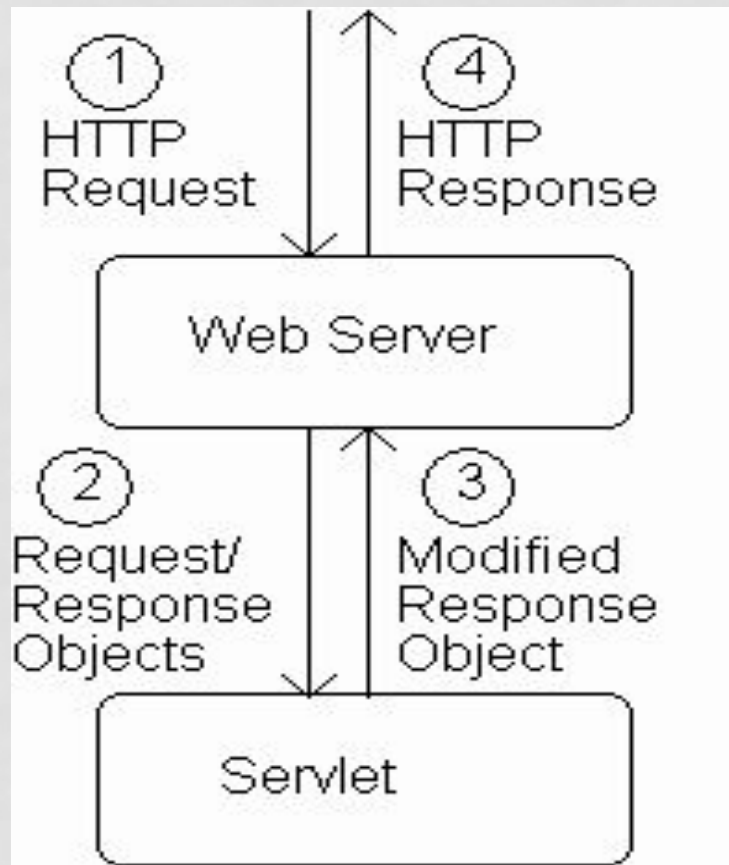 1
HTTP
Request
4
HTTP
Response
Web Server
2
Request/
Response
Objects
3
Modified
Response
Object
Servlet